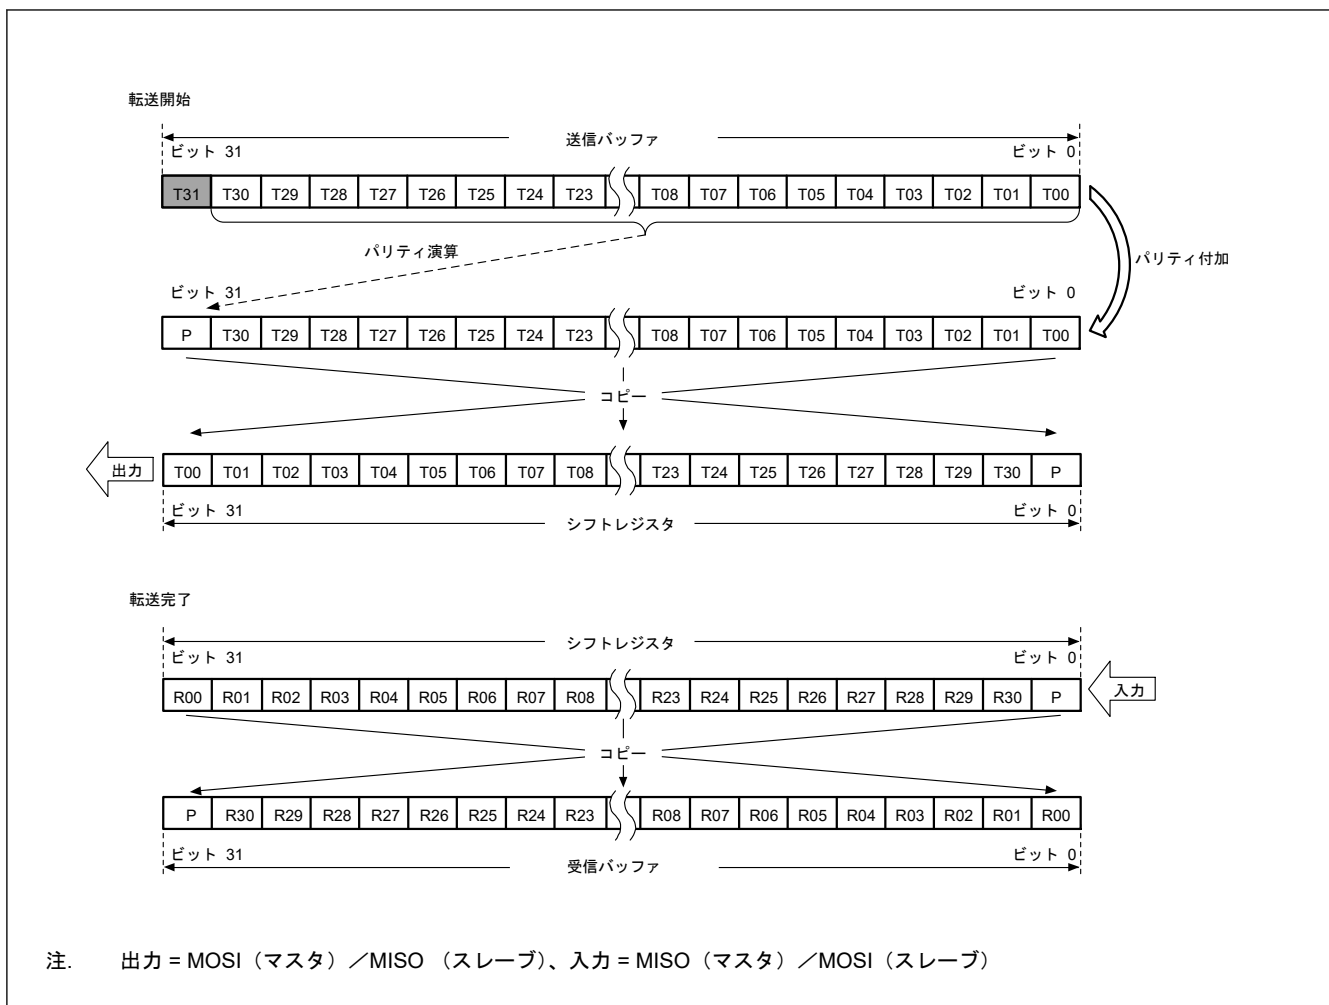 転送開始
送信バッファ
ビット 31 ビット 0
T31 T30 T29 T28 T27 T26 T25 T24 T23 T08 T07 T06 T05 T04 T03 T02 T01 T00
パリティ演算
パリティ付加
ビット 31 ビット 0
P T30 T29 T28 T27 T26 T25 T24 T23 T08 T07 T06 T05 T04 T03 T02 T01 T00
コピー
出力 T00 T01 T02 T03 T04 T05 T06 T07 T08 T23 T24 T25 T26 T27 T28 T29 T30 P
ビット 31 ビット 0
シフトレジスタ
転送完了
シフトレジスタ
ビット 31 ビット 0
R00 R01 R02 R03 R04 R05 R06 R07 R08 R23 R24 R25 R26 R27 R28 R29 R30 P 入力
コピー
P R30 R29 R28 R27 R26 R25 R24 R23 R08 R07 R06 R05 R04 R03 R02 R01 R00
ビット 31 ビット 0
受信バッファ
注. 出力 = MOSI（マスタ）／MISO （スレーブ）、入力 = MISO（マスタ）／MOSI（スレーブ）